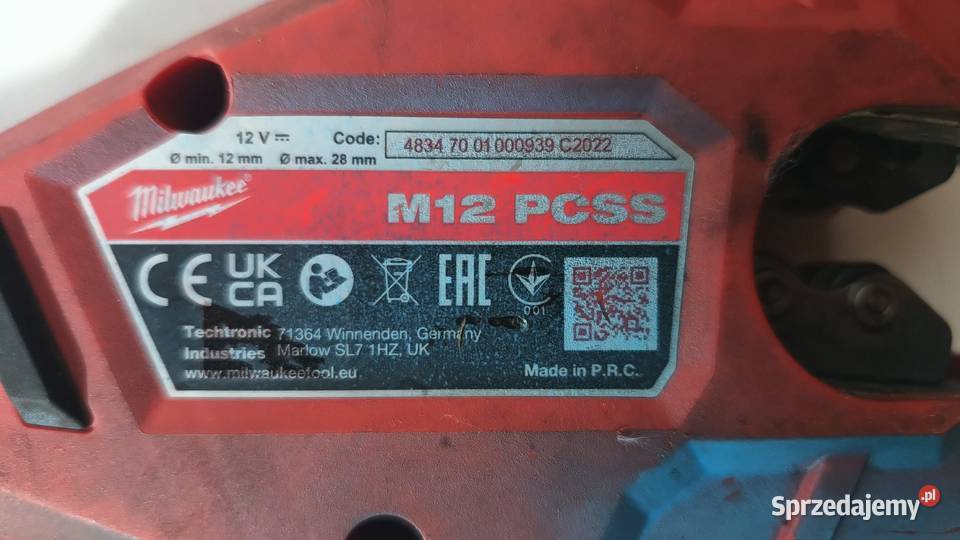 12 V Code: 4834 70 01 000939 C2022
Ø min. 12 mm Ø max. 28 mm
Milwaukee®
M12 PCSS
CE UK CA EAC
001
Techtronic 71364 Winnenden, Germany
Industries Marlow SL7 1HZ, UK
www.milwaukeetool.eu
Made in P.R.C.
Sprzedajemy.pl